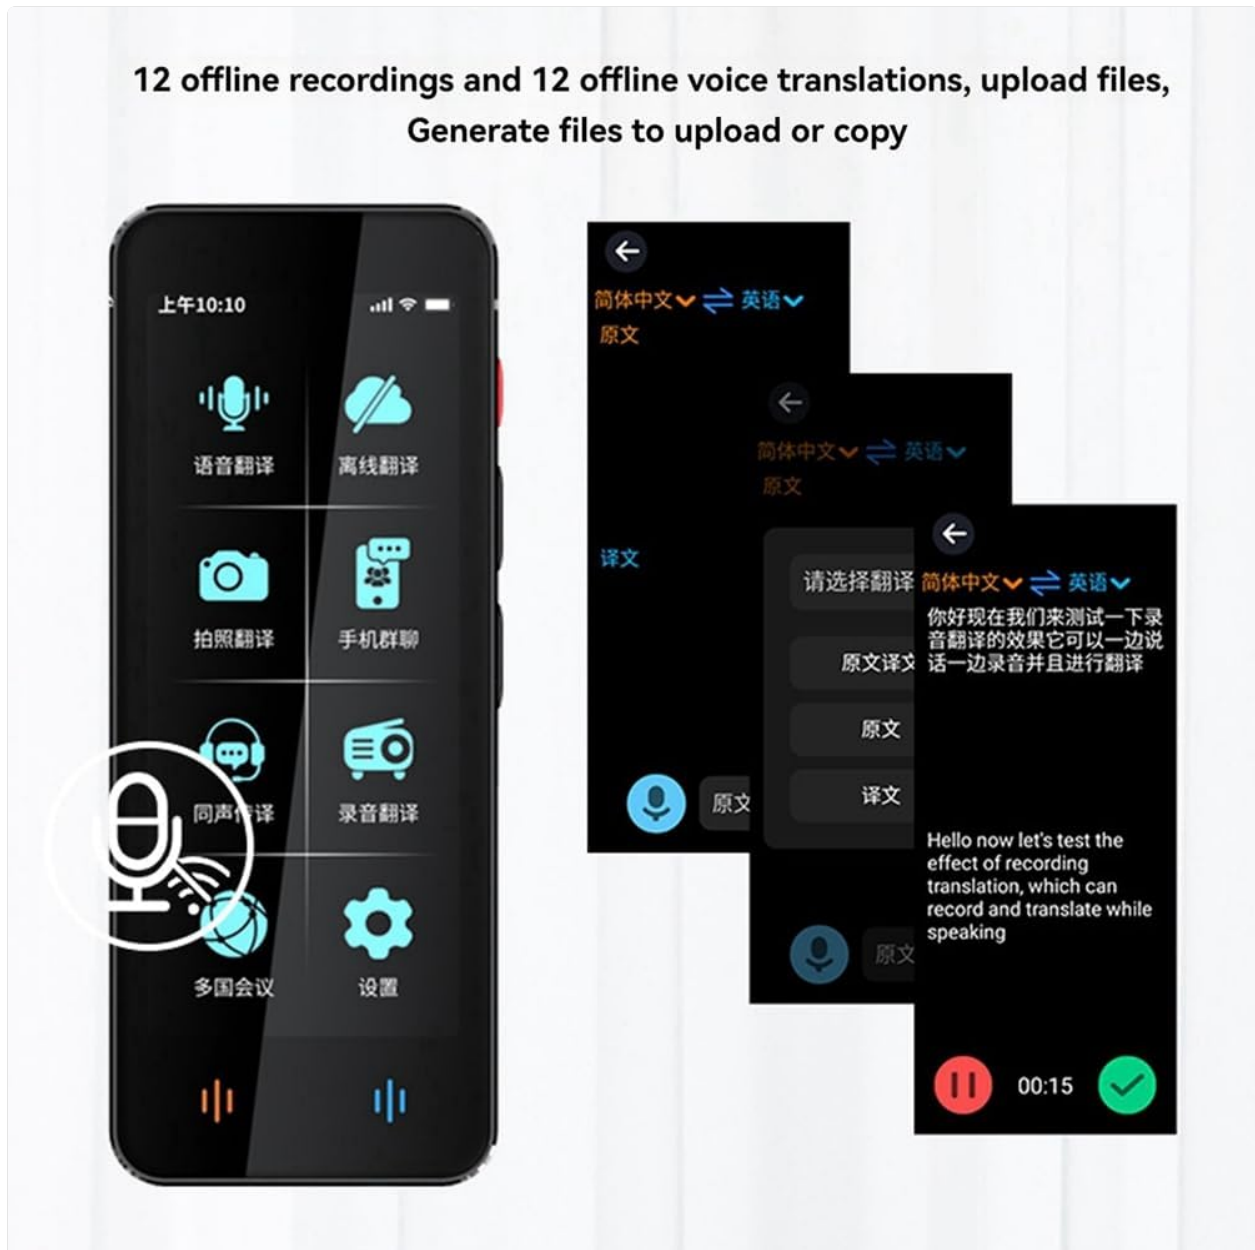 12 offline recordings and 12 offline voice translations, upload files,
Generate files to upload or copy
上午10:10
语音翻译
离线翻译
拍照翻译
手机群聊
同声传译
录音翻译
多国会议
设置
简体中文
英语
原文
译文
原文
简体中文
英语
原文
请选择翻译
原文译文
原文
译文
原文
简体中文
英语
你好现在我们来测试一下录
音翻译的效果它可以一边说
话一边录音并且进行翻译
Hello now let's test the
effect of recording
translation, which can
record and translate while
speaking
00:15